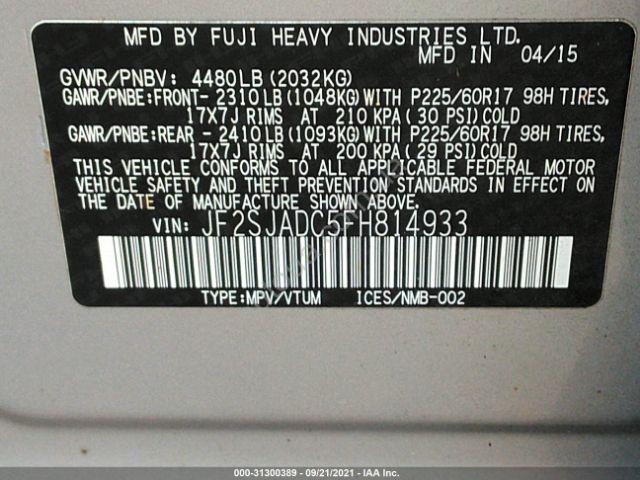 MFD BY FUJI HEAVY INDUSTRIES LTD.
MFD IN 04/15
GVWR/PNBV: 4480LB (2032KG)
GAWR/PNBE:FRONT- 2310LB(1048KG)WITH P225/60R17 98H TIRES,
17X7J RIMS AT 210 KPA ( 30 PSI)COLD
GAWR/PNBE:REAR - 2410LB(1093KG)WITH P225/60R17 98H TIRES,
17X7J RIMS AT 200 KPA (29 PSI)COLD
THIS VEHICLE CONFORMS TO ALL APPLICABLE FEDERAL MOTOR
VEHICLE SAFETY AND THEFT PREVENTION STANDARDS IN EFFECT ON
THE DATE OF MANUFACTURE SHOWN ABOVE.
VIN: JF2SJADC5FH814933
TYPE:MPV/VTUM ICES/NMB-002
000-31300389 - 09/21/2021 - IAA Inc.